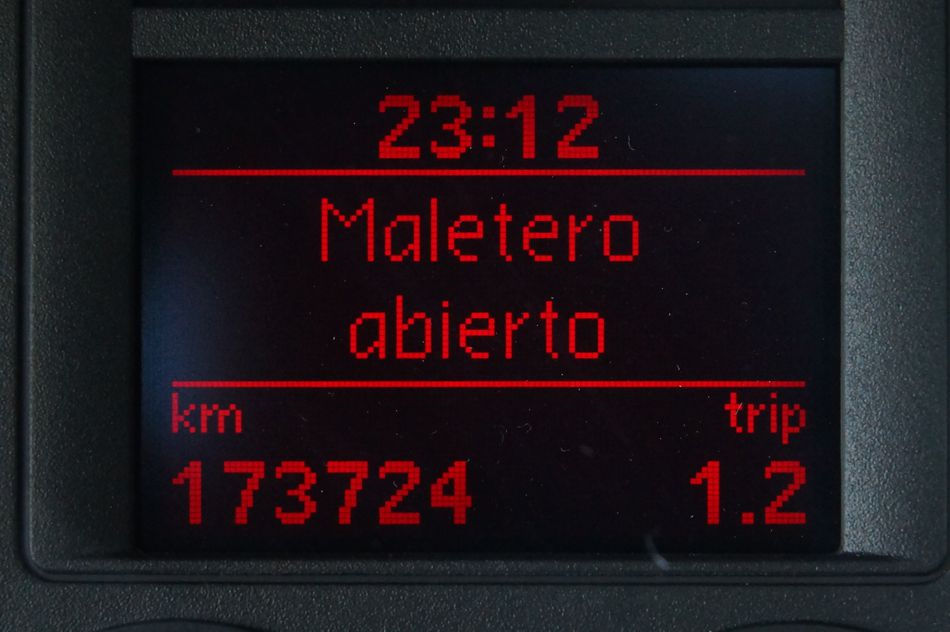 23:12
Maletero
abierto
km trip
173724 1.2